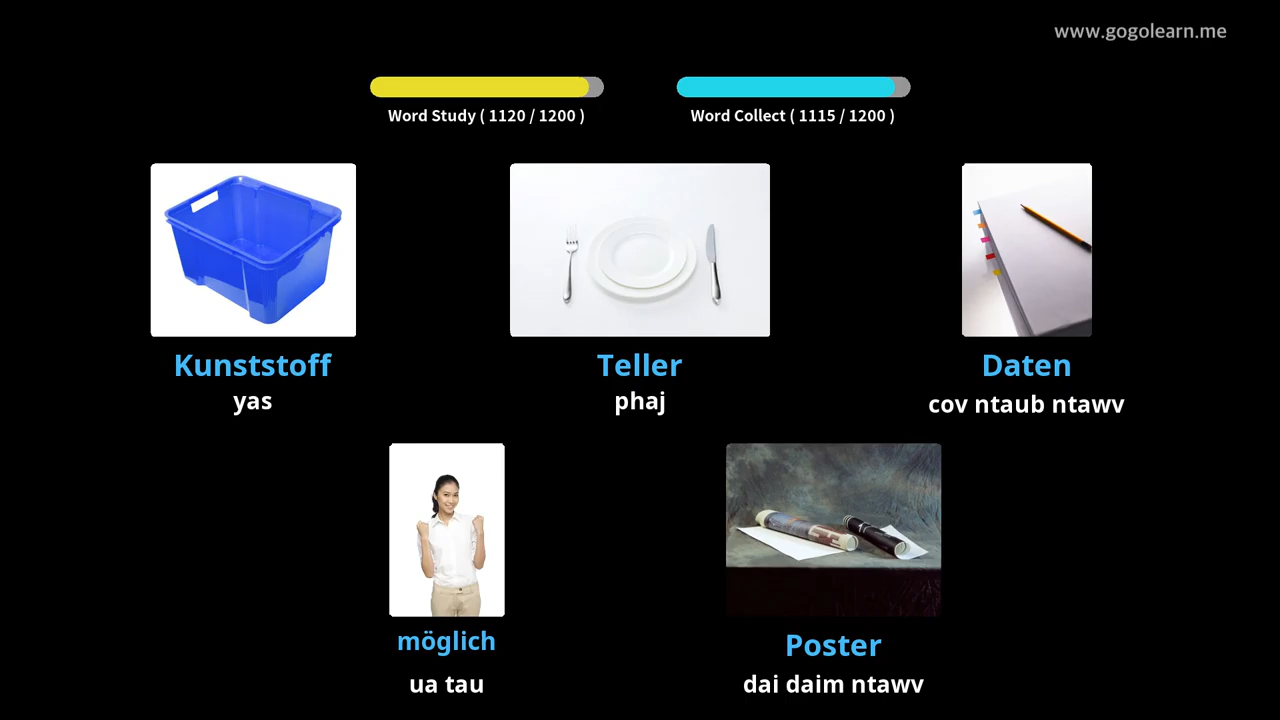 www.gogolearn.me
Word Study ( 1120 / 1200 )
Word Collect ( 1115 / 1200 )
Kunststoff
yas
Teller
phaj
Daten
cov ntaub ntawv
möglich
ua tau
Poster
dai daim ntawv